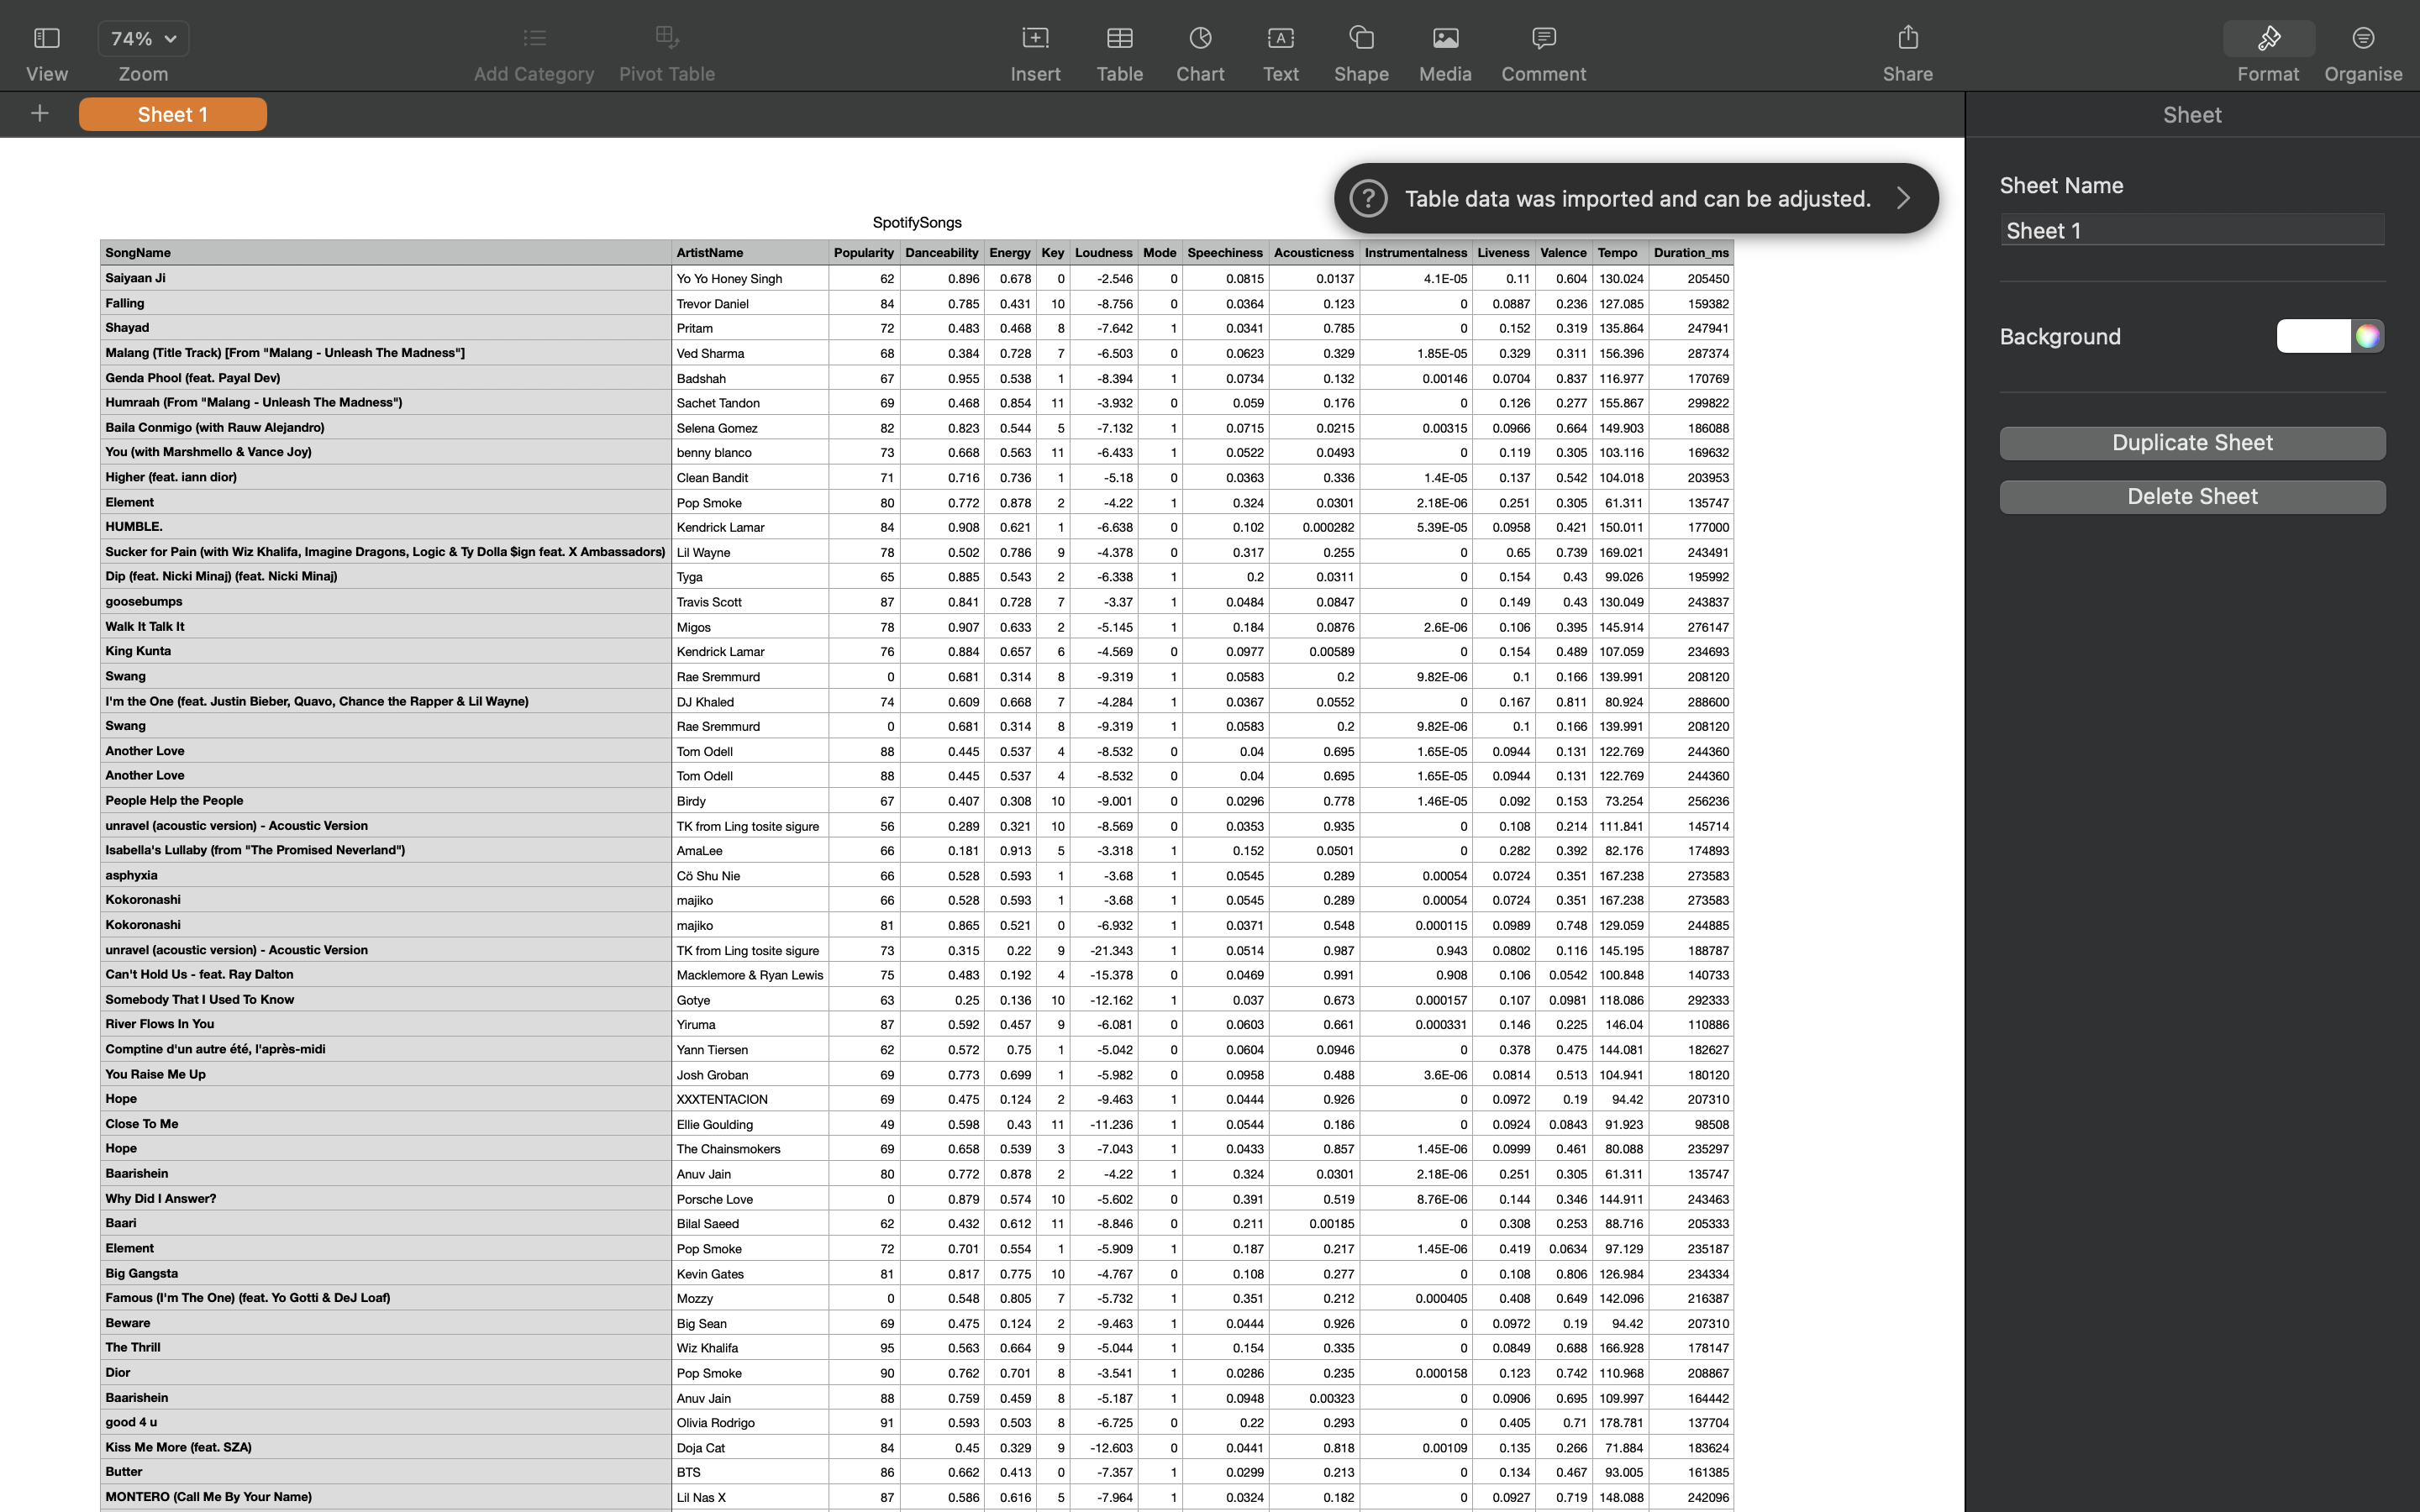 74%
View Zoom Add Category Pivot Table Insert Table Chart Text Shape Media Comment Share Format Organise
Sheet 1
Sheet
Table data was imported and can be adjusted.
Sheet Name
Sheet 1
Background
Duplicate Sheet
Delete Sheet
SpotifySongs
SongName ArtistName Popularity Danceability Energy Key Loudness Mode Speechiness Acousticness Instrumentalness Liveness Valence Tempo Duration_ms
Saiyaan Ji Yo Yo Honey Singh 62 0.896 0.678 0 -2.546 0 0.0815 0.0137 4.1E-05 0.11 0.604 130.024 205450
Falling Trevor Daniel 84 0.785 0.431 10 -8.756 0 0.0364 0.123 0 0.0887 0.236 127.085 159382
Shayad Pritam 72 0.483 0.468 8 -7.642 1 0.0341 0.785 0 0.152 0.319 135.864 247941
Malang (Title Track) [From "Malang - Unleash The Madness"] Ved Sharma 68 0.384 0.728 7 -6.503 0 0.0623 0.329 1.85E-05 0.329 0.311 156.396 287374
Genda Phool (feat. Payal Dev) Badshah 67 0.955 0.538 1 -8.394 1 0.0734 0.132 0.00146 0.0704 0.837 116.977 170769
Humraah (From "Malang - Unleash The Madness") Sachet Tandon 69 0.468 0.854 11 -3.932 0 0.059 0.176 0 0.126 0.277 155.867 299822
Baila Conmigo (with Rauw Alejandro) Selena Gomez 82 0.823 0.544 5 -7.132 1 0.0715 0.0215 0.00315 0.0966 0.664 149.903 186088
You (with Marshmello & Vance Joy) benny blanco 73 0.668 0.563 11 -6.433 1 0.0522 0.0493 0 0.119 0.305 103.116 169632
Higher (feat. iann dior) Clean Bandit 71 0.716 0.736 1 -5.18 0 0.0363 0.336 1.4E-05 0.137 0.542 104.018 203953
Element Pop Smoke 80 0.772 0.878 2 -4.22 1 0.324 0.0301 2.18E-06 0.251 0.305 61.311 135747
HUMBLE. Kendrick Lamar 84 0.908 0.621 1 -6.638 0 0.102 0.000282 5.39E-05 0.0958 0.421 150.011 177000
Sucker for Pain (with Wiz Khalifa, Imagine Dragons, Logic & Ty Dolla $ign feat. X Ambassadors) Lil Wayne 78 0.502 0.786 9 -4.378 0 0.317 0.255 0 0.65 0.739 169.021 243491
Dip (feat. Nicki Minaj) (feat. Nicki Minaj) Tyga 65 0.885 0.543 2 -6.338 1 0.2 0.0311 0 0.154 0.43 99.026 195992
goosebumps Travis Scott 87 0.841 0.728 7 -3.37 1 0.0484 0.0847 0 0.149 0.43 130.049 243837
Walk It Talk It Migos 78 0.907 0.633 2 -5.145 1 0.184 0.0876 2.6E-06 0.106 0.395 145.914 276147
King Kunta Kendrick Lamar 76 0.884 0.657 6 -4.569 0 0.0977 0.00589 0 0.154 0.489 107.059 234693
Swang Rae Sremmurd 0 0.681 0.314 8 -9.319 1 0.0583 0.2 9.82E-06 0.1 0.166 139.991 208120
I'm the One (feat. Justin Bieber, Quavo, Chance the Rapper & Lil Wayne) DJ Khaled 74 0.609 0.668 7 -4.284 1 0.0367 0.0552 0 0.167 0.811 80.924 288600
Swang Rae Sremmurd 0 0.681 0.314 8 -9.319 1 0.0583 0.2 9.82E-06 0.1 0.166 139.991 208120
Another Love Tom Odell 88 0.445 0.537 4 -8.532 0 0.04 0.695 1.65E-05 0.0944 0.131 122.769 244360
Another Love Tom Odell 88 0.445 0.537 4 -8.532 0 0.04 0.695 1.65E-05 0.0944 0.131 122.769 244360
People Help the People Birdy 67 0.407 0.308 10 -9.001 0 0.0296 0.778 1.46E-05 0.092 0.153 73.254 256236
unravel (acoustic version) - Acoustic Version TK from Ling tosite sigure 56 0.289 0.321 10 -8.569 0 0.0353 0.935 0 0.108 0.214 111.841 145714
Isabella's Lullaby (from "The Promised Neverland") AmaLee 66 0.181 0.913 5 -3.318 1 0.152 0.0501 0 0.282 0.392 82.176 174893
asphyxia Cö Shu Nie 66 0.528 0.593 1 -3.68 1 0.0545 0.289 0.00054 0.0724 0.351 167.238 273583
Kokoronashi majiko 66 0.528 0.593 1 -3.68 1 0.0545 0.289 0.00054 0.0724 0.351 167.238 273583
Kokoronashi majiko 81 0.865 0.521 0 -6.932 1 0.0371 0.548 0.000115 0.0989 0.748 129.059 244885
unravel (acoustic version) - Acoustic Version TK from Ling tosite sigure 73 0.315 0.22 9 -21.343 1 0.0514 0.987 0.943 0.0802 0.116 145.195 188787
Can't Hold Us - feat. Ray Dalton Macklemore & Ryan Lewis 75 0.483 0.192 4 -15.378 0 0.0469 0.991 0.908 0.106 0.0542 100.848 140733
Somebody That I Used To Know Gotye 63 0.25 0.136 10 -12.162 1 0.037 0.673 0.000157 0.107 0.0981 118.086 292333
River Flows In You Yiruma 87 0.592 0.457 9 -6.081 0 0.0603 0.661 0.000331 0.146 0.225 146.04 110886
Comptine d'un autre été, l'après-midi Yann Tiersen 62 0.572 0.75 1 -5.042 0 0.0604 0.0946 0 0.378 0.475 144.081 182627
You Raise Me Up Josh Groban 69 0.773 0.699 1 -5.982 0 0.0958 0.488 3.6E-06 0.0814 0.513 104.941 180120
Hope XXXTENTACION 69 0.475 0.124 2 -9.463 1 0.0444 0.926 0 0.0972 0.19 94.42 207310
Close To Me Ellie Goulding 49 0.598 0.43 11 -11.236 1 0.0544 0.186 0 0.0924 0.0843 91.923 98508
Hope The Chainsmokers 69 0.658 0.539 3 -7.043 1 0.0433 0.857 1.45E-06 0.0999 0.461 80.088 235297
Baarishein Anuv Jain 80 0.772 0.878 2 -4.22 1 0.324 0.0301 2.18E-06 0.251 0.305 61.311 135747
Why Did I Answer? Porsche Love 0 0.879 0.574 10 -5.602 0 0.391 0.519 8.76E-06 0.144 0.346 144.911 243463
Baari Bilal Saeed 62 0.432 0.612 11 -8.846 0 0.211 0.00185 0 0.308 0.253 88.716 205333
Element Pop Smoke 72 0.701 0.554 1 -5.909 1 0.187 0.217 1.45E-06 0.419 0.0634 97.129 235187
Big Gangsta Kevin Gates 81 0.817 0.775 10 -4.767 0 0.108 0.277 0 0.108 0.806 126.984 234334
Famous (I'm The One) (feat. Yo Gotti & DeJ Loaf) Mozzy 0 0.548 0.805 7 -5.732 1 0.351 0.212 0.000405 0.408 0.649 142.096 216387
Beware Big Sean 69 0.475 0.124 2 -9.463 1 0.0444 0.926 0 0.0972 0.19 94.42 207310
The Thrill Wiz Khalifa 95 0.563 0.664 9 -5.044 1 0.154 0.335 0 0.0849 0.688 166.928 178147
Dior Pop Smoke 90 0.762 0.701 8 -3.541 1 0.0286 0.235 0.000158 0.123 0.742 110.968 208867
Baarishein Anuv Jain 88 0.759 0.459 8 -5.187 1 0.0948 0.00323 0 0.0906 0.695 109.997 164442
good 4 u Olivia Rodrigo 91 0.593 0.503 8 -6.725 0 0.22 0.293 0 0.405 0.71 178.781 137704
Kiss Me More (feat. SZA) Doja Cat 84 0.45 0.329 9 -12.603 0 0.0441 0.818 0.00109 0.135 0.266 71.884 183624
Butter BTS 86 0.662 0.413 0 -7.357 1 0.0299 0.213 0 0.134 0.467 93.005 161385
MONTERO (Call Me By Your Name) Lil Nas X 87 0.586 0.616 5 -7.964 1 0.0324 0.182 0 0.0927 0.719 148.088 242096